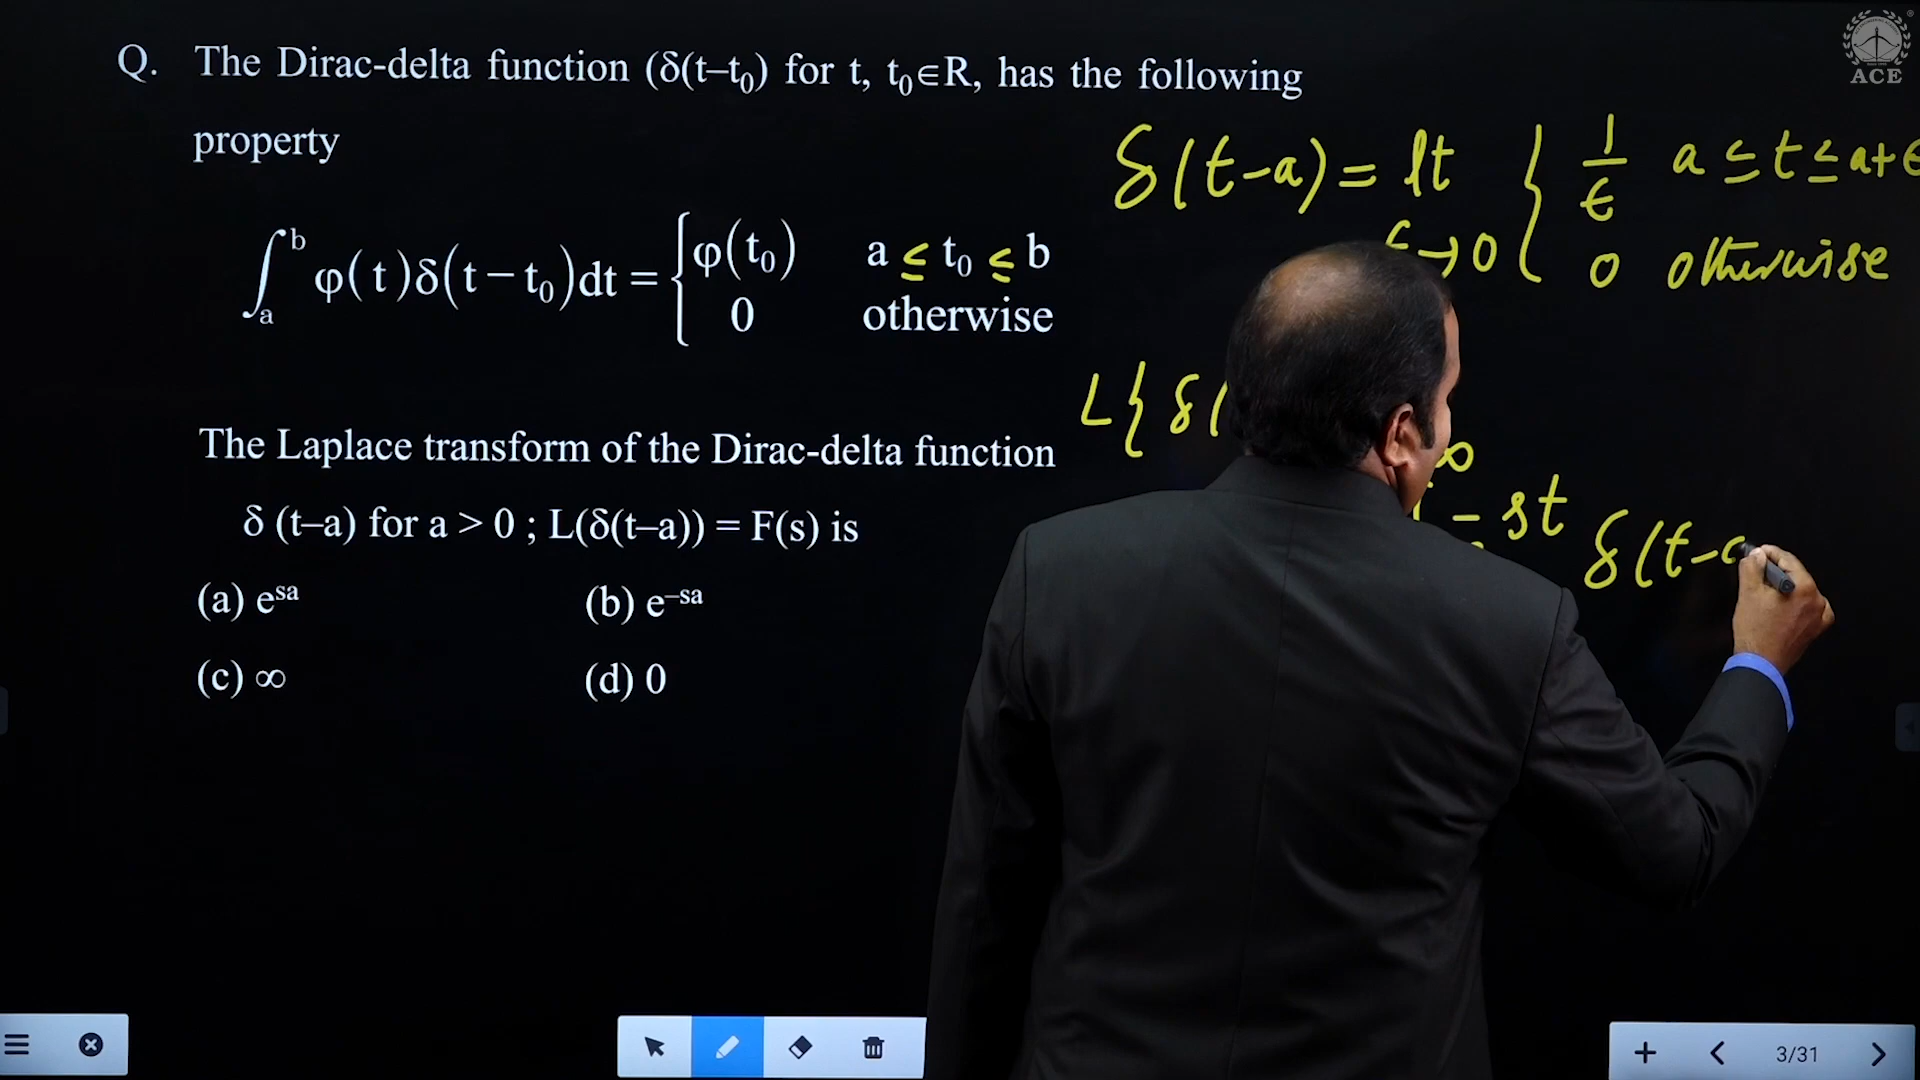 Q. The Dirac-delta function (δ(t–t₀) for t, t₀∈R, has the following
property
∫ₐᵇ φ(t)δ(t−t₀)dt = { φ(t₀) a ≤ t₀ ≤ b
0 otherwise
The Laplace transform of the Dirac-delta function
δ (t–a) for a > 0 ; L(δ(t–a)) = F(s) is
(a) eˢᵃ (b) e⁻ˢᵃ
(c) ∞ (d) 0
δ(t-a) = lt { 1/ϵ a ≤ t ≤ a+ϵ
→0 0 otherwise
L{ δ(
∞
-st δ(t-
ACE
3/31